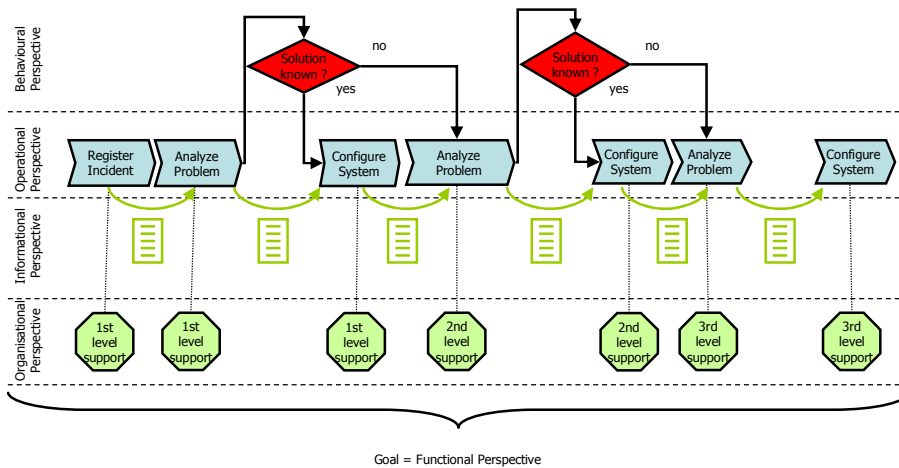 Behavioural
Perspective
Solution
known ?
no
yes
Solution
known ?
no
yes
Operational
Perspective
Register
Incident
Analyze
Problem
Configure
System
Analyze
Problem
Configure
System
Analyze
Problem
Configure
System
Informational
Perspective
Organisational
Perspective
1st
level
support
1st
level
support
1st
level
support
2nd
level
support
2nd
level
support
3rd
level
support
3rd
level
support
Goal = Functional Perspective